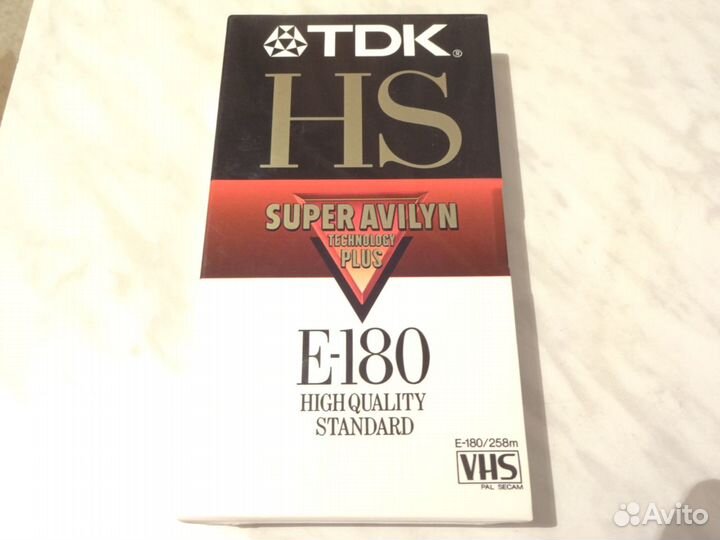 TDK®
HS
SUPER AVILYN
TECHNOLOGY
PLUS
E-180
HIGH QUALITY
STANDARD
E-180/258m
VHS
PAL SECAM
Avito